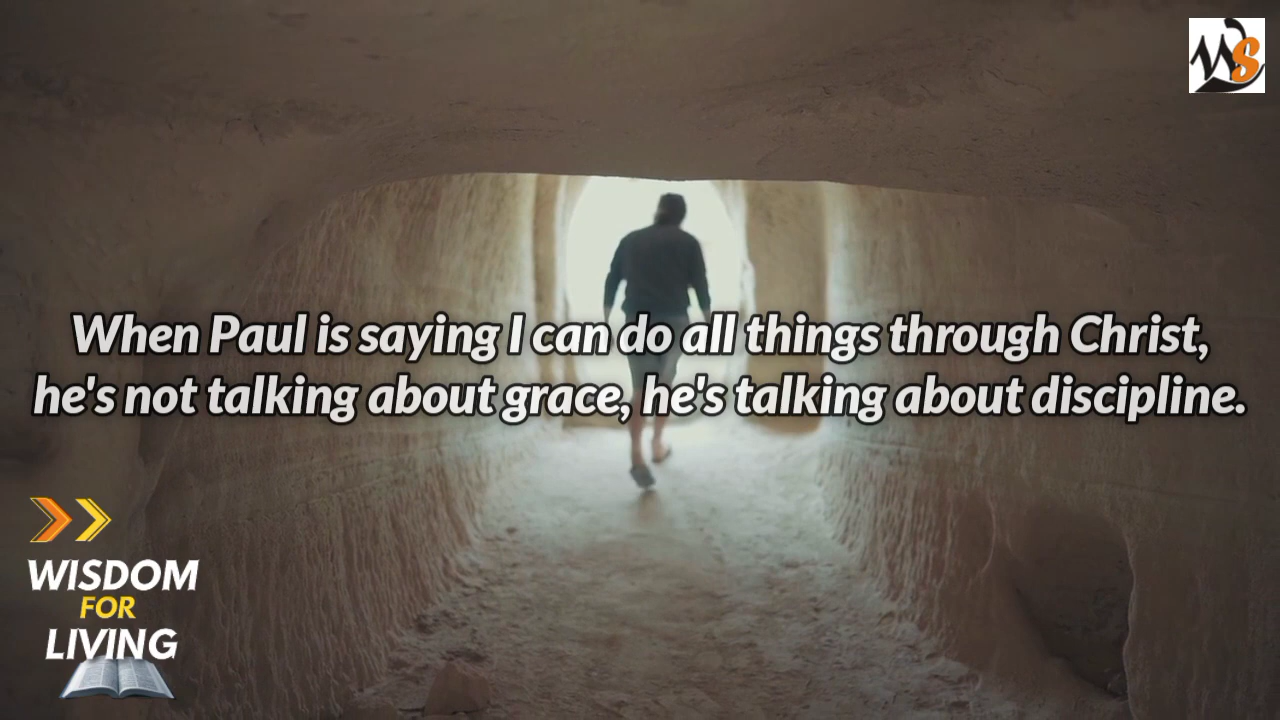 WS
When Paul is saying I can do all things through Christ,
he's not talking about grace, he's talking about discipline.
WISDOM
FOR
LIVING